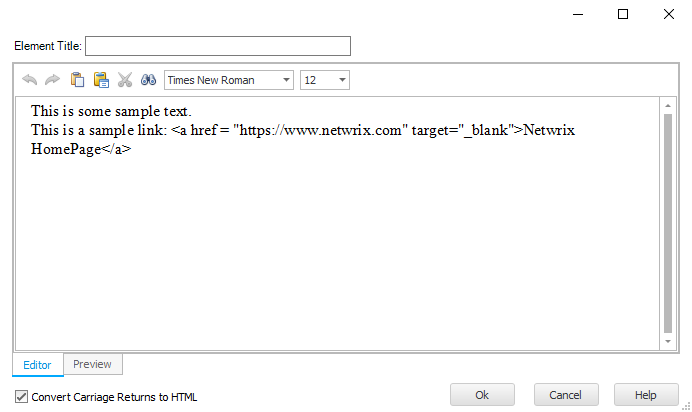 Element Title:
Times New Roman 12
This is some sample text.
This is a sample link: <a href = "https://www.netwrix.com" target="_blank">Netwrix
HomePage</a>
Editor Preview
Convert Carriage Returns to HTML Ok Cancel Help